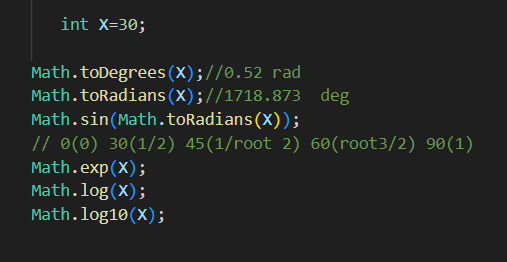 int X=30;
Math.toDegrees(X);//0.52 rad
Math.toRadians(X);//1718.873  deg
Math.sin(Math.toRadians(X));
// 0(0) 30(1/2) 45(1/root 2) 60(root3/2) 90(1)
Math.exp(X);
Math.log(X);
Math.log10(X);